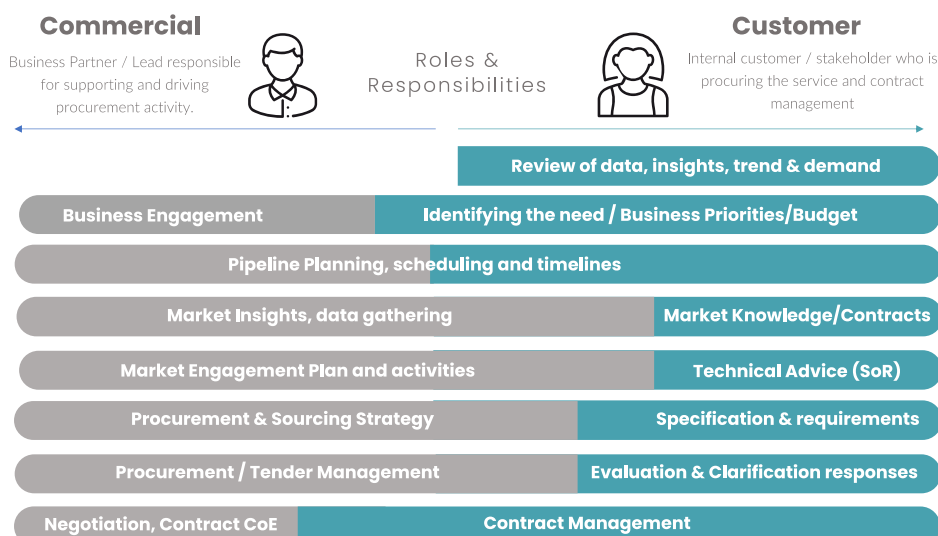 Commercial
Business Partner / Lead responsible
for supporting and driving
procurement activity.
Roles &
Responsibilities
Customer
Internal customer / stakeholder who is
procuring the service and contract
management
Review of data, insights, trend & demand
Business Engagement
Identifying the need / Business Priorities/Budget
Pipeline Planning, scheduling and timelines
Market Insights, data gathering
Market Knowledge/Contracts
Market Engagement Plan and activities
Technical Advice (SoR)
Procurement & Sourcing Strategy
Specification & requirements
Procurement / Tender Management
Evaluation & Clarification responses
Negotiation, Contract CoE
Contract Management